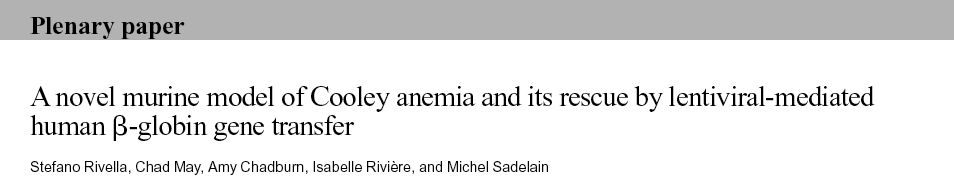 Plenary paper
A novel murine model of Cooley anemia and its rescue by lentiviral-mediated
human β-globin gene transfer
Stefano Rivella, Chad May, Amy Chadburn, Isabelle Rivière, and Michel Sadelain